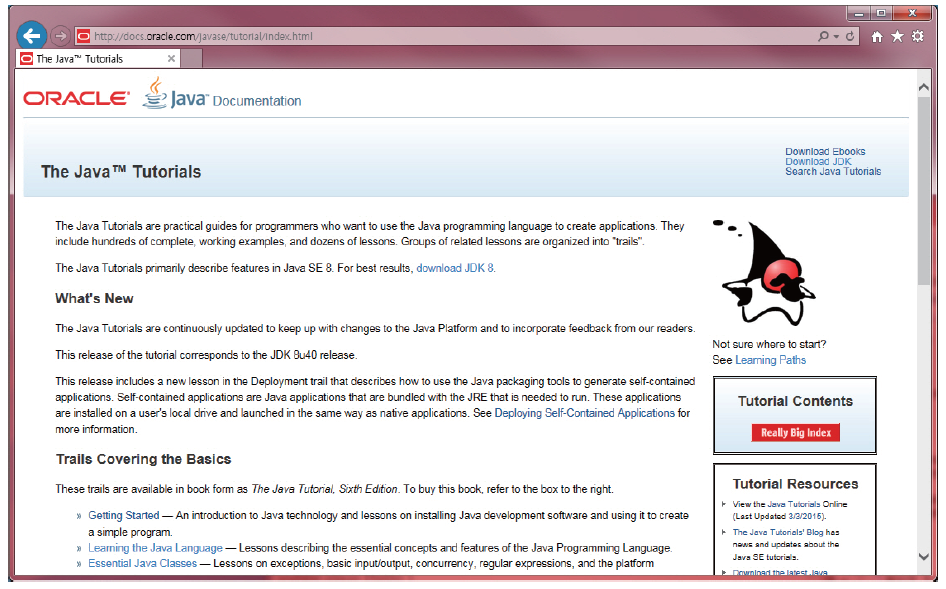 http://docs.oracle.com/javase/tutorial/index.html
The Java™ Tutorials
ORACLE® Java™ Documentation
The Java™ Tutorials
Download Ebooks
Download JDK
Search Java Tutorials
The Java Tutorials are practical guides for programmers who want to use the Java programming language to create applications. They
include hundreds of complete, working examples, and dozens of lessons. Groups of related lessons are organized into "trails".
The Java Tutorials primarily describe features in Java SE 8. For best results, download JDK 8.
What's New
The Java Tutorials are continuously updated to keep up with changes to the Java Platform and to incorporate feedback from our readers.
This release of the tutorial corresponds to the JDK 8u40 release.
This release includes a new lesson in the Deployment trail that describes how to use the Java packaging tools to generate self-contained
applications. Self-contained applications are Java applications that are bundled with the JRE that is needed to run. These applications
are installed on a user's local drive and launched in the same way as native applications. See Deploying Self-Contained Applications for
more information.
Trails Covering the Basics
These trails are available in book form as The Java Tutorial, Sixth Edition. To buy this book, refer to the box to the right.
» Getting Started — An introduction to Java technology and lessons on installing Java development software and using it to create
a simple program.
» Learning the Java Language — Lessons describing the essential concepts and features of the Java Programming Language.
» Essential Java Classes — Lessons on exceptions, basic input/output, concurrency, regular expressions, and the platform
Not sure where to start?
See Learning Paths
Tutorial Contents
Really Big Index
Tutorial Resources
View the Java Tutorials Online
(Last Updated 3/3/2015).
The Java Tutorials' Blog has
news and updates about the
Java SE tutorials.
Download the latest Java